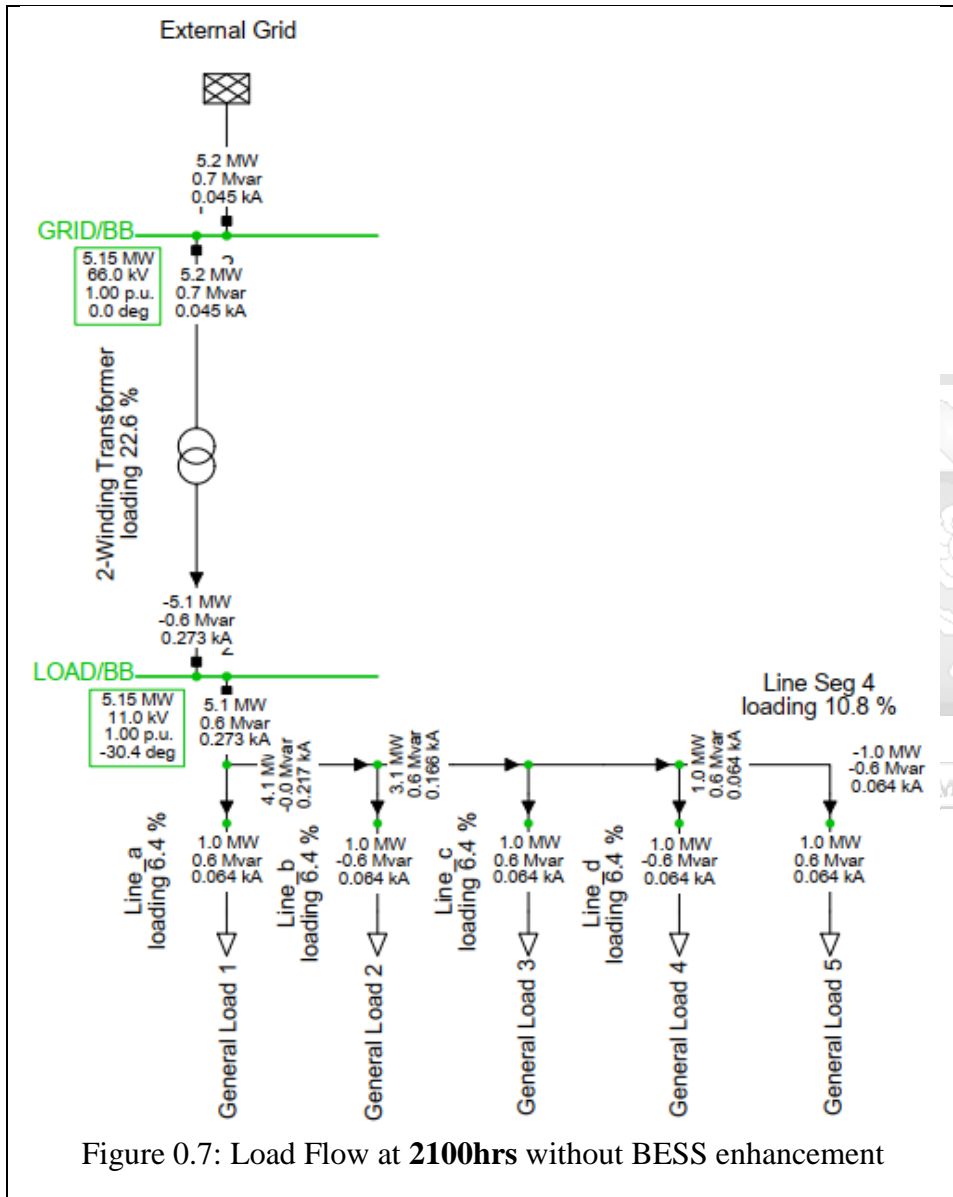 External Grid
5.2 MW
0.7 Mvar
0.045 kA
GRID/BB
5.15 MW
66.0 kV
1.00 p.u.
0.0 deg
5.2 MW
0.7 Mvar
0.045 kA
2-Winding Transformer
loading 22.6 %
-5.1 MW
-0.6 Mvar
0.273 kA
LOAD/BB
5.15 MW
11.0 kV
1.00 p.u.
-30.4 deg
5.1 MW
0.6 Mvar
0.273 kA
Line Seg 4
loading 10.8 %
-0.0 Mvar
0.217 kA
3.1 MW
0.6 Mvar
0.166 kA
1.0 MW
0.6 Mvar
0.064 kA
-1.0 MW
-0.6 Mvar
0.064 kA
Line_a
loading 6.4 %
1.0 MW
0.6 Mvar
0.064 kA
Line_b
loading 6.4 %
1.0 MW
-0.6 Mvar
0.064 kA
Line_c
loading 6.4 %
1.0 MW
0.6 Mvar
0.064 kA
Line_d
loading 6.4 %
1.0 MW
-0.6 Mvar
0.064 kA
1.0 MW
0.6 Mvar
0.064 kA
General Load 1
General Load 2
General Load 3
General Load 4
General Load 5
Figure 0.7: Load Flow at 2100hrs without BESS enhancement